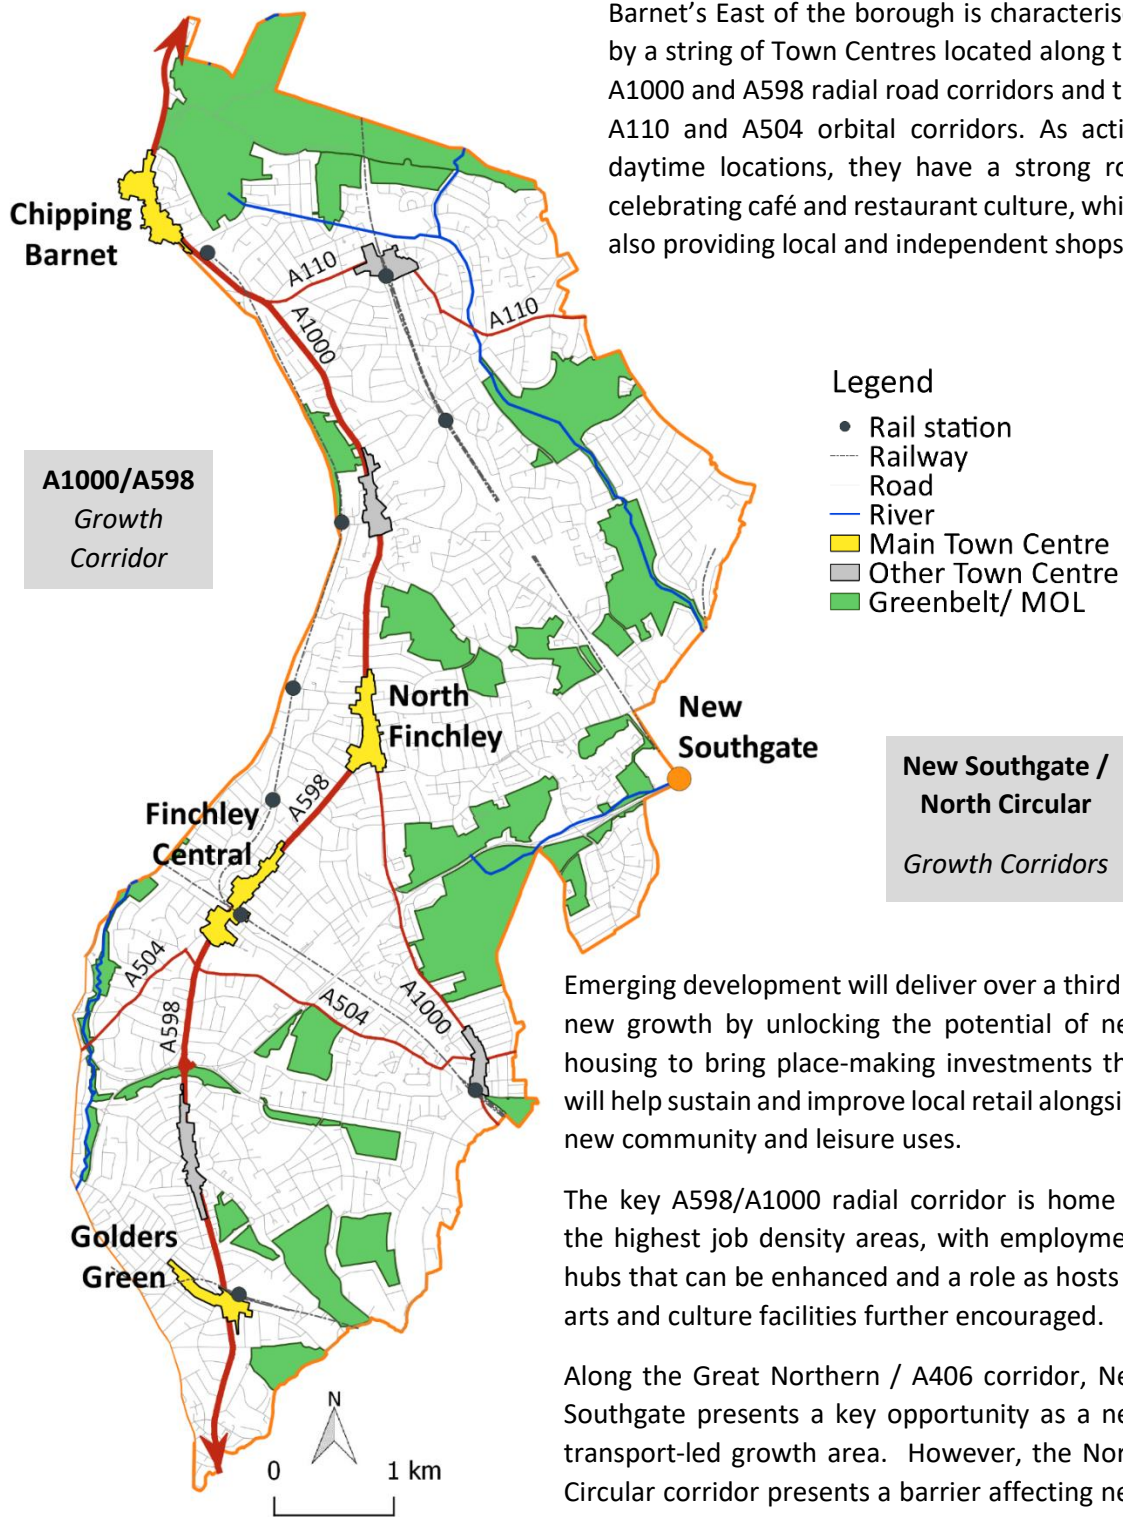 Barnet's East of the borough is characteris
by a string of Town Centres located along t
A1000 and A598 radial road corridors and t
A110 and A504 orbital corridors. As acti
daytime locations, they have a strong ro
celebrating café and restaurant culture, whi
also providing local and independent shops
Chipping
Barnet
A110
A1000
A110
Legend
Rail station
Railway
Road
River
Main Town Centre
Other Town Centre
Greenbelt/ MOL
A1000/A598
Growth
Corridor
North
Finchley
New
Southgate
New Southgate /
North Circular
Growth Corridors
A598
Finchley
Central
A504
A598
A504
A1000
Emerging development will deliver over a third
new growth by unlocking the potential of ne
housing to bring place-making investments th
will help sustain and improve local retail alongsi
new community and leisure uses.
The key A598/A1000 radial corridor is home
the highest job density areas, with employme
hubs that can be enhanced and a role as hosts
arts and culture facilities further encouraged.
Golders
Green
Along the Great Northern / A406 corridor, Ne
Southgate presents a key opportunity as a ne
transport-led growth area. However, the Nor
Circular corridor presents a barrier affecting ne
N
0 1 km